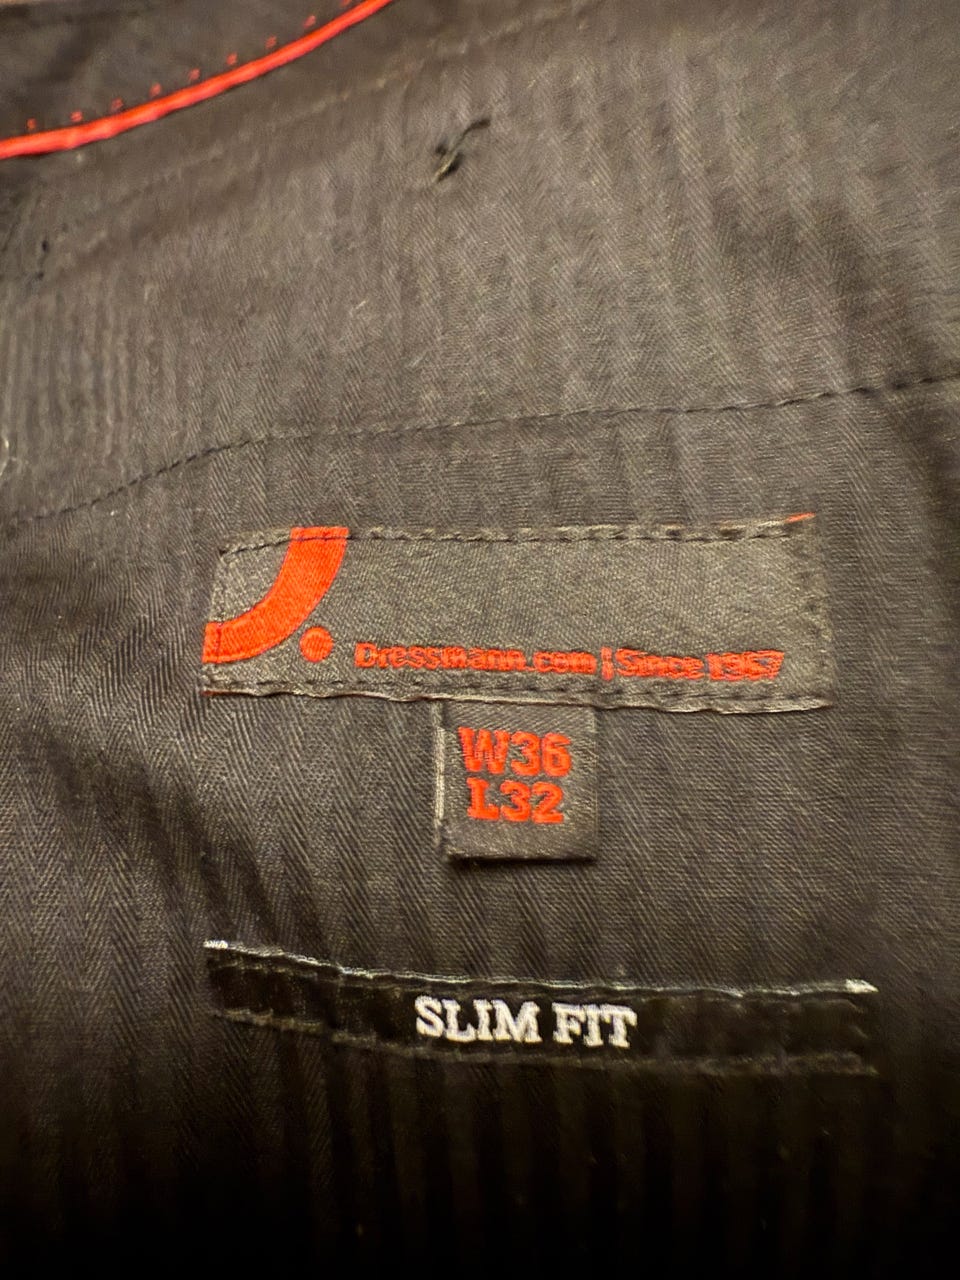 Dressmann.com | Since 1967
W36
L32
SLIM FIT